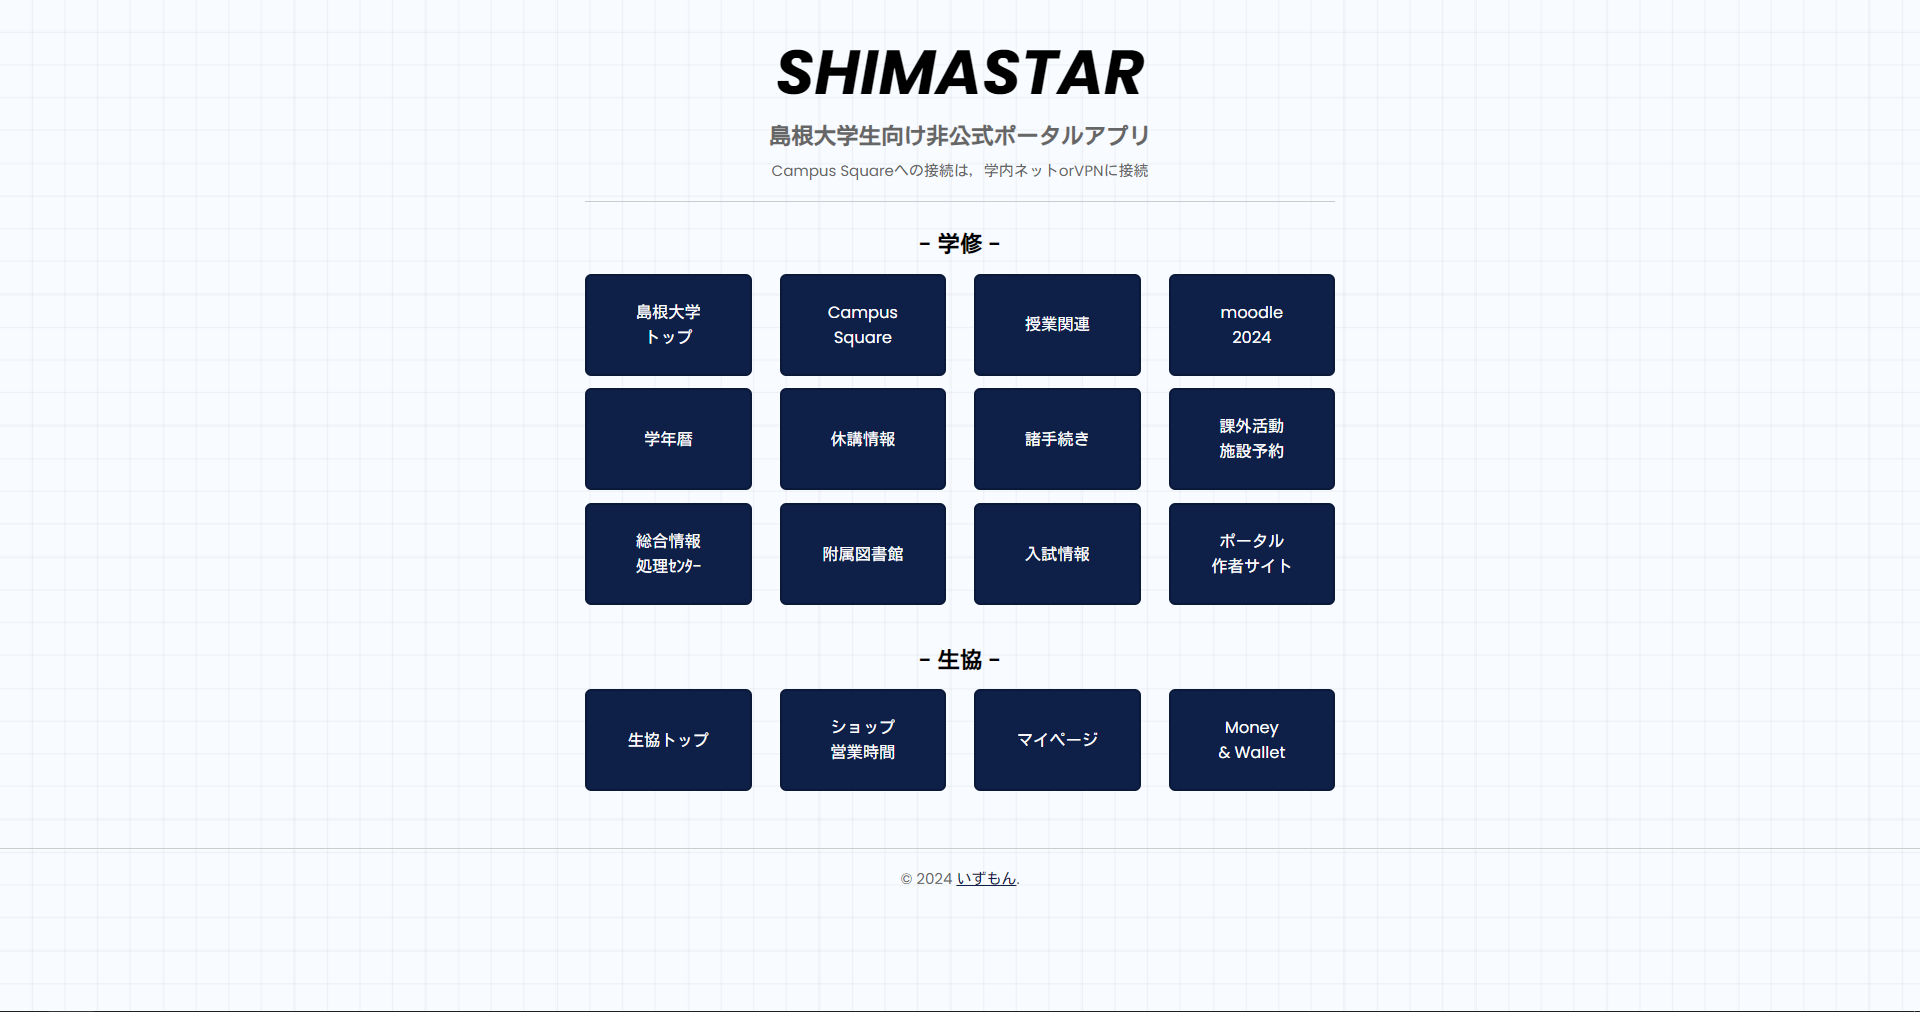 SHIMASTAR
島根大学生向け非公式ポータルアプリ
Campus Squareへの接続は，学内ネットorVPNに接続
- 学修 -
島根大学
トップ
Campus
Square
授業関連
moodle
2024
学年暦
休講情報
諸手続き
課外活動
施設予約
総合情報
処理ｾﾝﾀｰ
附属図書館
入試情報
ポータル
作者サイト
- 生協 -
生協トップ
ショップ
営業時間
マイページ
Money
& Wallet
© 2024 いずもん.